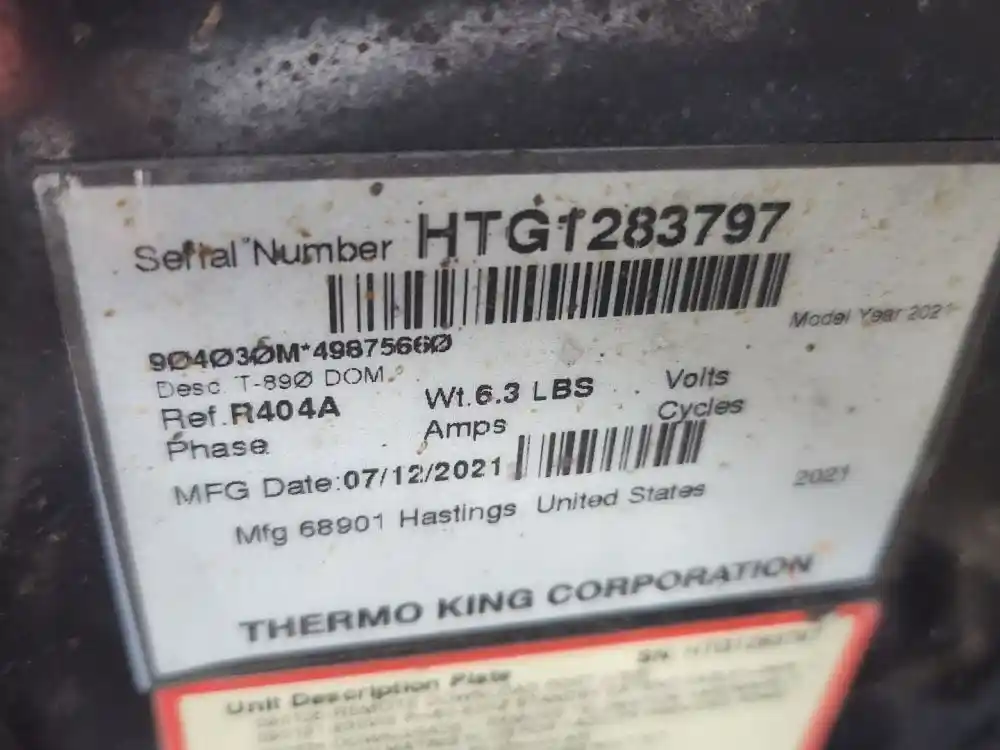 Serial Number HTG1283797
Model Year 2021
9Ø4Ø3ØM*4987566Ø
Desc. T-89Ø DOM.
Ref.R404A Wt.6.3 LBS Volts
Phase Amps Cycles
MFG Date:07/12/2021
2021
Mfg 68901 Hastings United States
THERMO KING CORPORATION
S/N: HTG1283797
Unit Description Plate